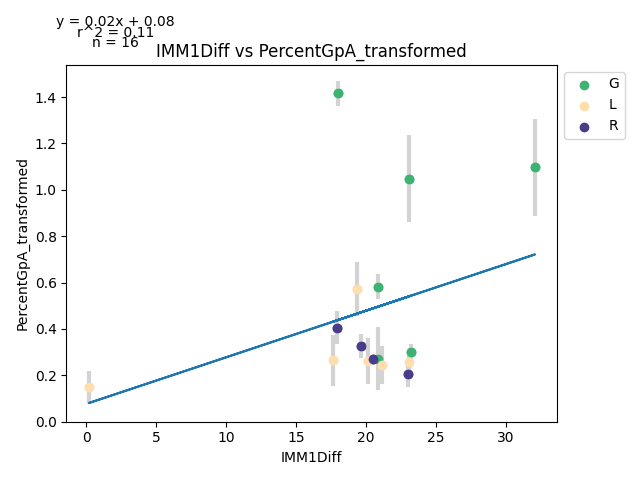 y = 0.02x + 0.08
r^2 = 0.11
n = 16
IMM1Diff vs PercentGpA_transformed
G
L
R
PercentGpA_transformed
1.4
1.2
1.0
0.8
0.6
0.4
0.2
0.0
0 5 10 15 20 25 30
IMM1Diff